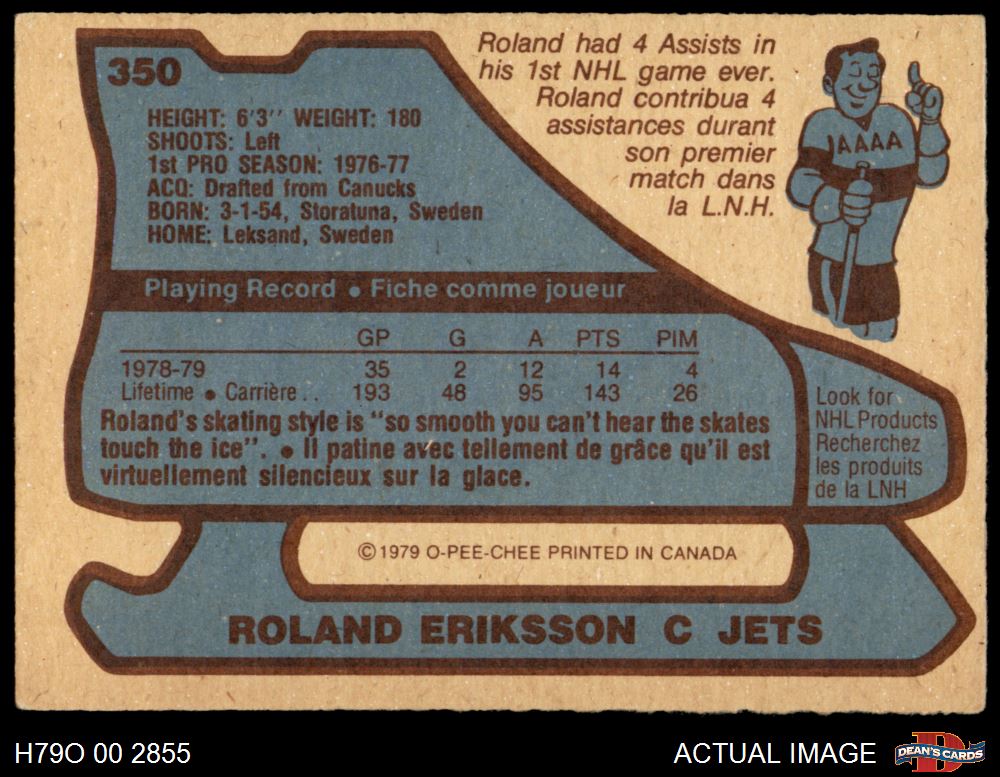 350
HEIGHT: 6'3'' WEIGHT: 180
SHOOTS: Left
1st PRO SEASON: 1976-77
ACQ: Drafted from Canucks
BORN: 3-1-54, Storatuna, Sweden
HOME: Leksand, Sweden
Roland had 4 Assists in
his 1st NHL game ever.
Roland contribua 4
assistances durant
son premier
match dans
la L.N.H.
IAAAA
Playing Record • Fiche comme joueur
GP G A PTS PIM
1978-79 35 2 12 14 4
Lifetime • Carrière . . 193 48 95 143 26
Roland's skating style is "so smooth you can't hear the skates
touch the ice". • Il patine avec tellement de grâce qu'il est
virtuellement silencieux sur la glace.
Look for
NHL Products
Recherchez
les produits
de la LNH
© 1979 O-PEE-CHEE PRINTED IN CANADA
ROLAND ERIKSSON C JETS
H79O 00 2855
ACTUAL IMAGE
D
DEAN'S CARDS